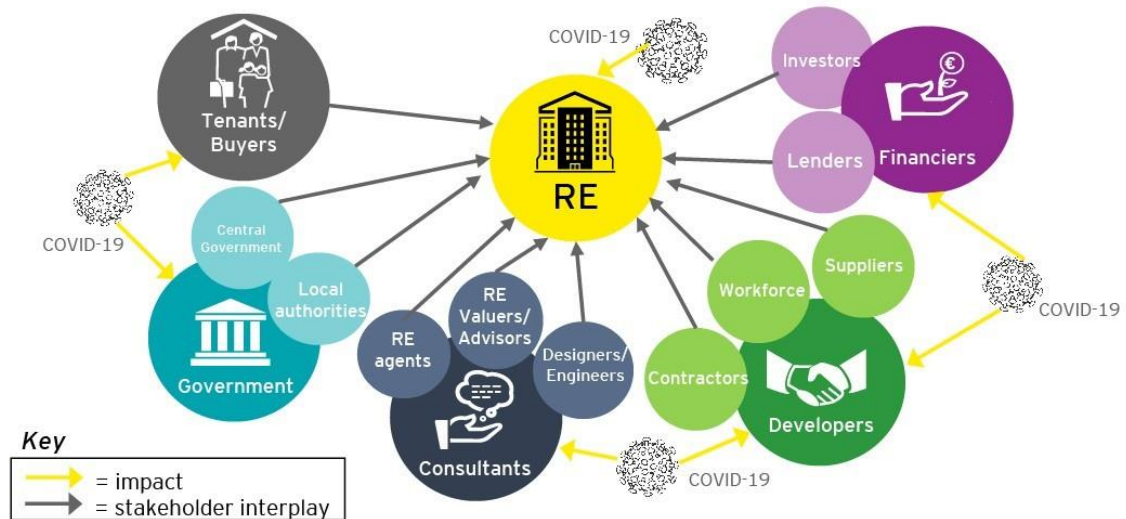 COVID-19
Investors
€
Tenants/
Buyers
RE
Lenders
Financiers
COVID-19
Central
Government
Local
authorities
Government
RE
agents
RE
Valuers/
Advisors
Designers/
Engineers
Consultants
Contractors
Workforce
Suppliers
Developers
COVID-19
COVID-19
Key
= impact
= stakeholder interplay